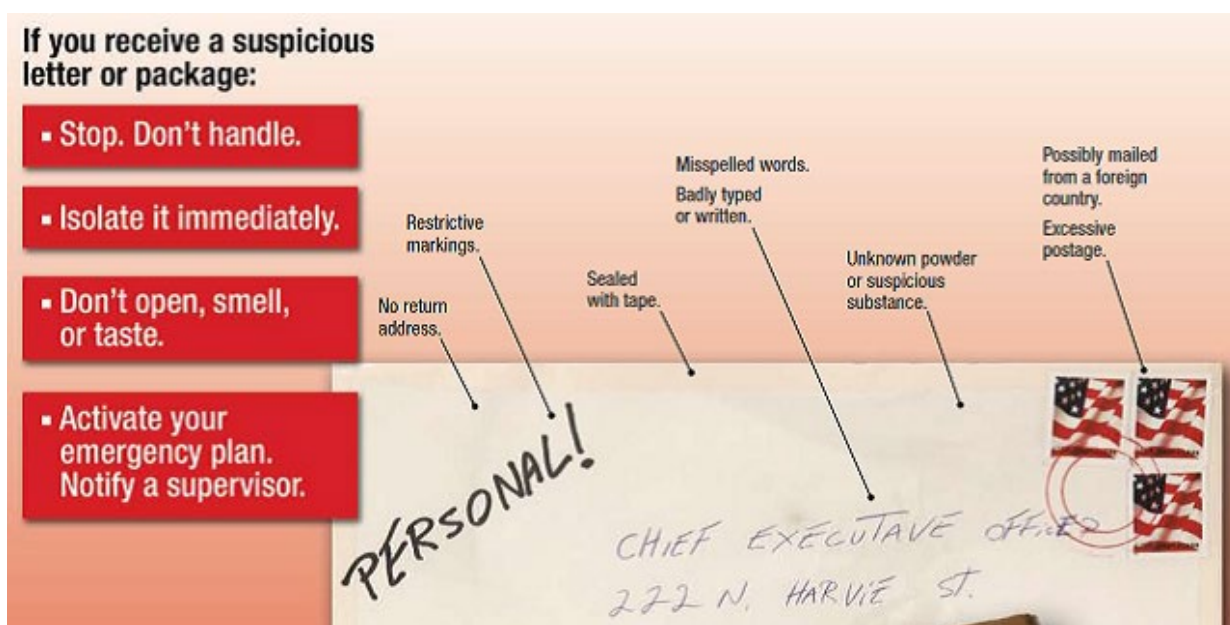 If you receive a suspicious
letter or package:
▪ Stop. Don't handle.
▪ Isolate it immediately.
▪ Don't open, smell,
or taste.
▪ Activate your
emergency plan.
Notify a supervisor.
No return
address.
Restrictive
markings.
Sealed
with tape.
Misspelled words.
Badly typed
or written.
Unknown powder
or suspicious
substance.
Possibly mailed
from a foreign
country.
Excessive
postage.
PERSONAL!
CHIEF EXECUTAVE OFFICER
222 N. HARVIE ST.